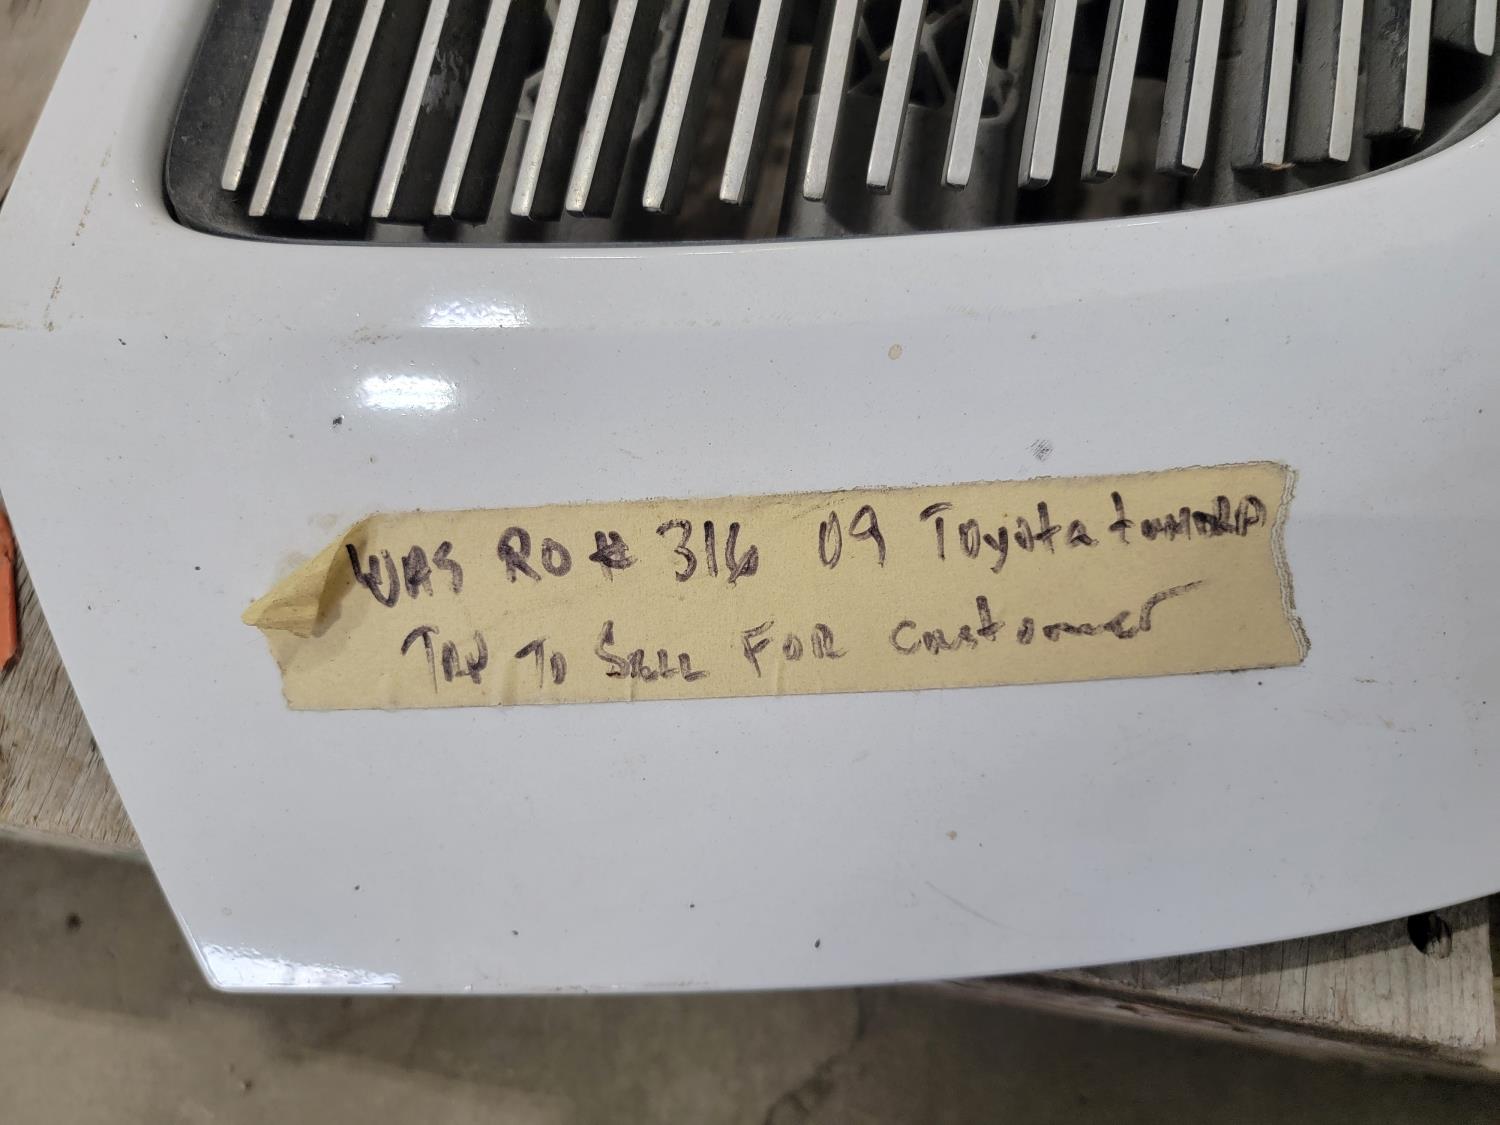 WAS RO # 316 09 Toyota tundRA
TRY TO SELL FOR Customer